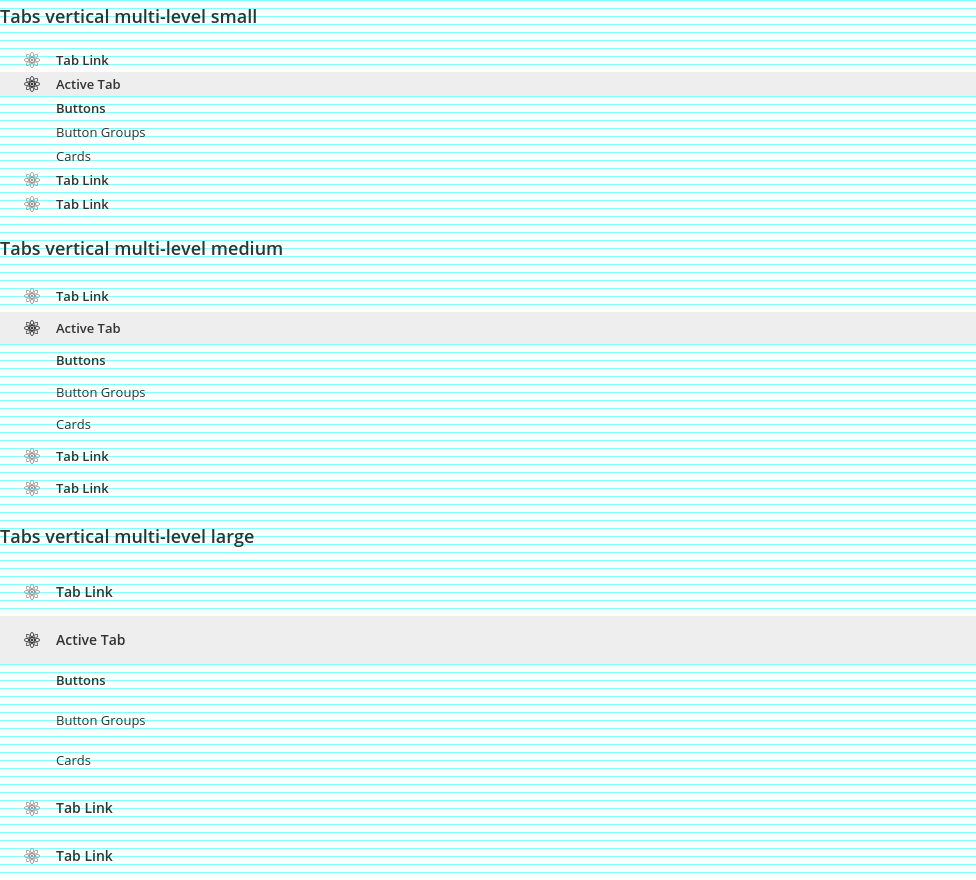 Tabs vertical multi-level small
Tab Link
Active Tab
Buttons
Button Groups
Cards
Tab Link
Tab Link
Tabs vertical multi-level medium
Tab Link
Active Tab
Buttons
Button Groups
Cards
Tab Link
Tab Link
Tabs vertical multi-level large
Tab Link
Active Tab
Buttons
Button Groups
Cards
Tab Link
Tab Link